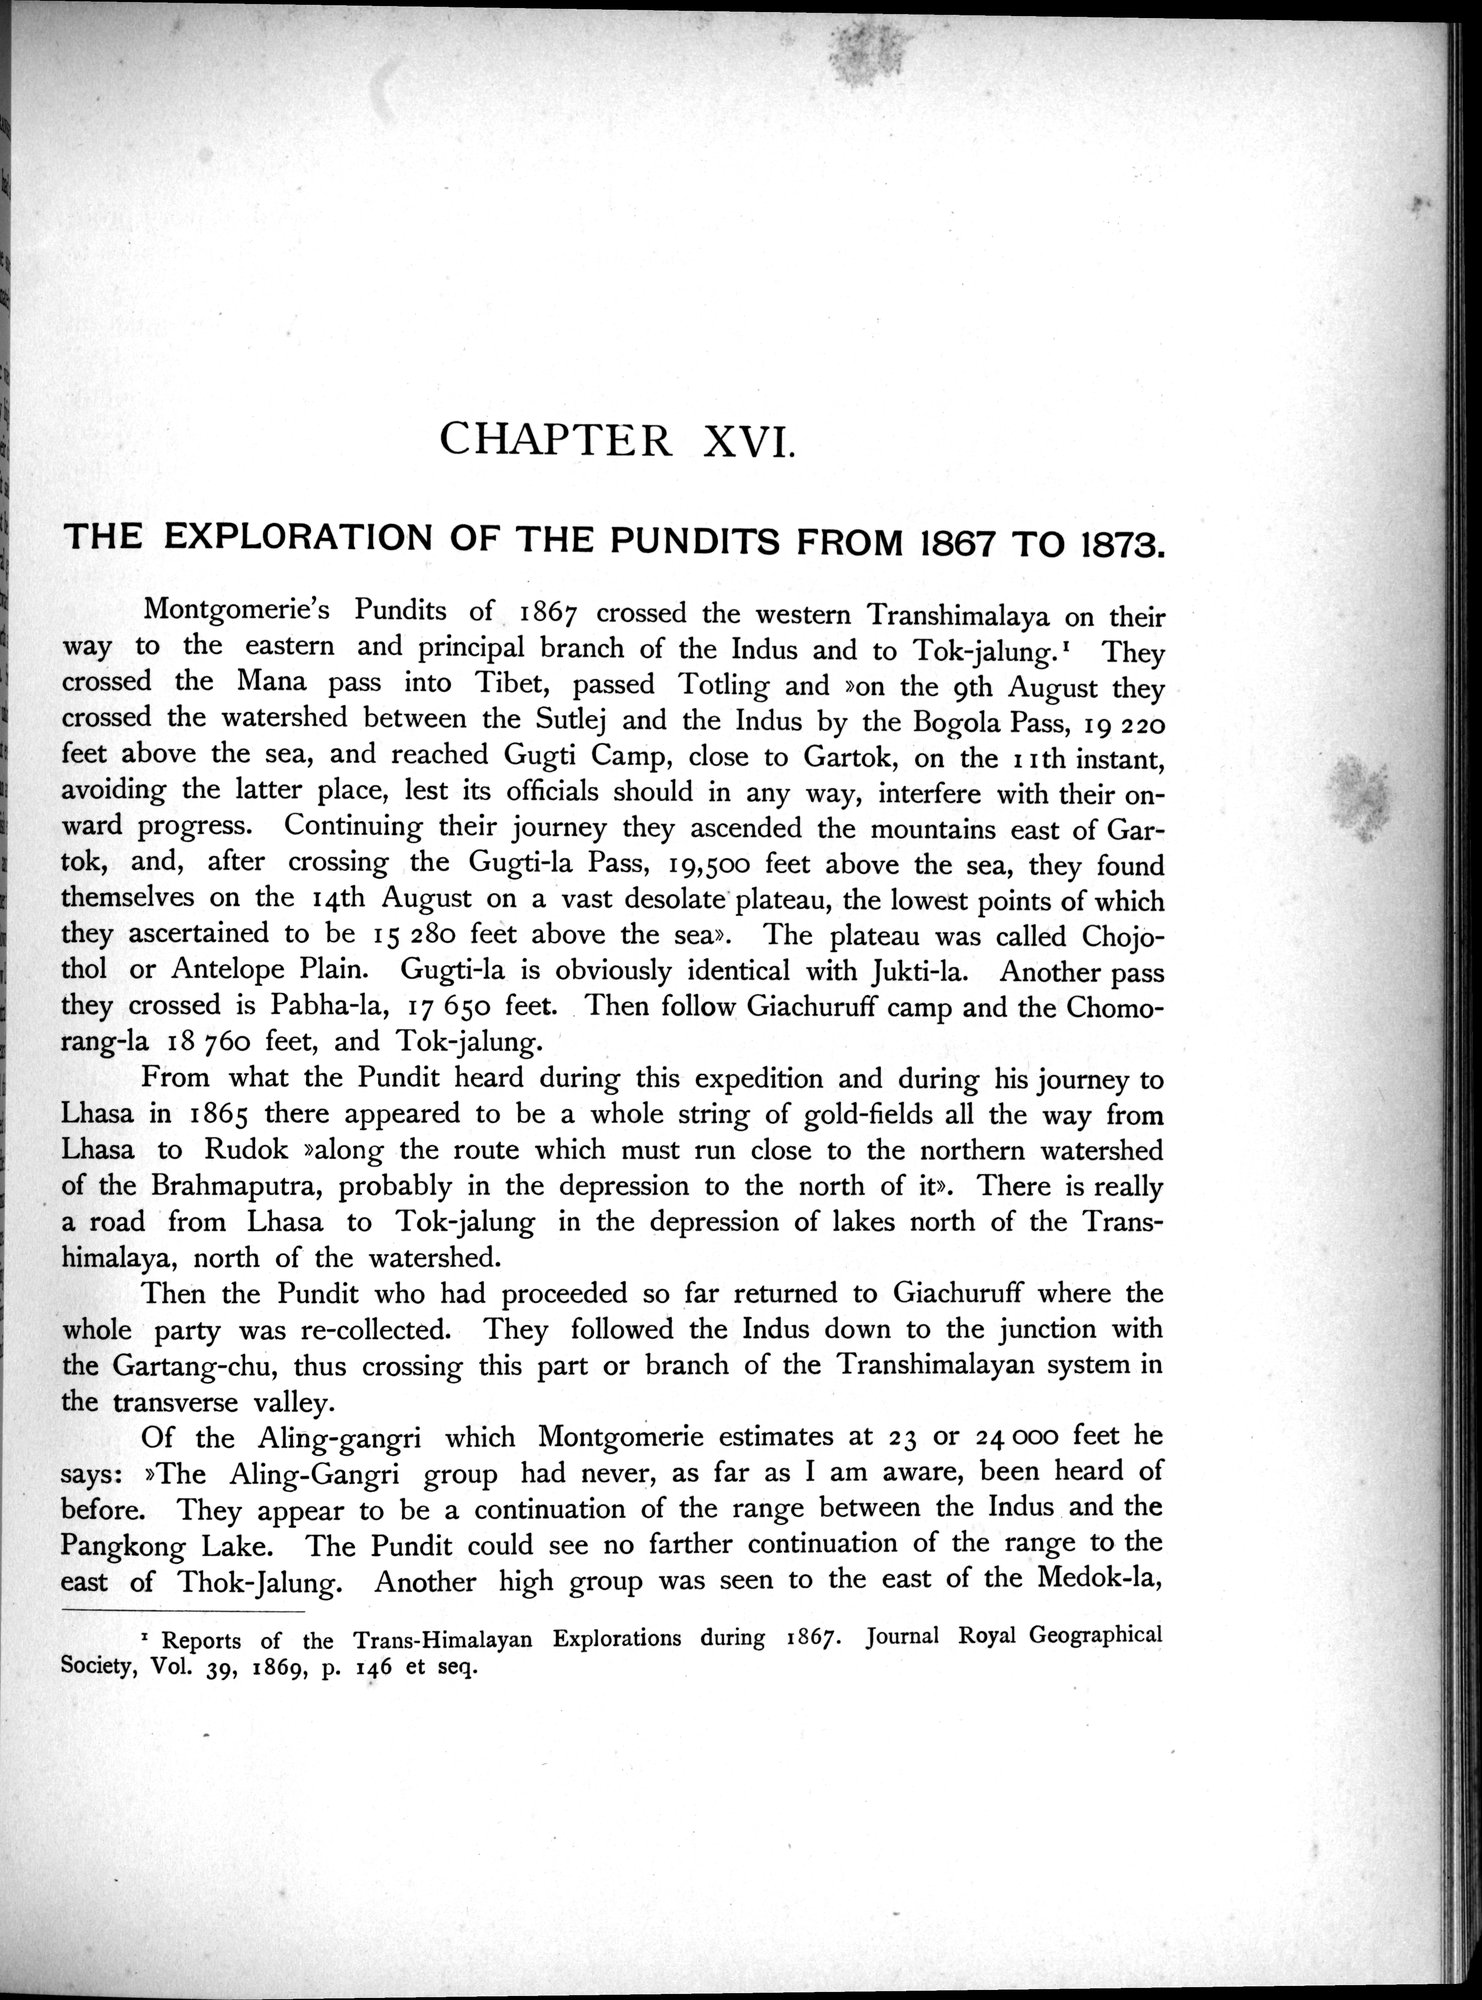 CHAPTER XVI.
THE EXPLORATION OF THE PUNDITS FROM 1867 TO 1873.
Montgomerie's Pundits of 1867 crossed the western Transhimalaya on their
way to the eastern and principal branch of the Indus and to Tok-jalung.¹ They
crossed the Mana pass into Tibet, passed Totling and »on the 9th August they
crossed the watershed between the Sutlej and the Indus by the Bogola Pass, 19 220
feet above the sea, and reached Gugti Camp, close to Gartok, on the 11th instant,
avoiding the latter place, lest its officials should in any way, interfere with their on-
ward progress. Continuing their journey they ascended the mountains east of Gar-
tok, and, after crossing the Gugti-la Pass, 19,500 feet above the sea, they found
themselves on the 14th August on a vast desolate plateau, the lowest points of which
they ascertained to be 15 280 feet above the sea». The plateau was called Chojo-
thol or Antelope Plain. Gugti-la is obviously identical with Jukti-la. Another pass
they crossed is Pabha-la, 17 650 feet. Then follow Giachuruff camp and the Chomo-
rang-la 18 760 feet, and Tok-jalung.
From what the Pundit heard during this expedition and during his journey to
Lhasa in 1865 there appeared to be a whole string of gold-fields all the way from
Lhasa to Rudok »along the route which must run close to the northern watershed
of the Brahmaputra, probably in the depression to the north of it». There is really
a road from Lhasa to Tok-jalung in the depression of lakes north of the Trans-
himalaya, north of the watershed.
Then the Pundit who had proceeded so far returned to Giachuruff where the
whole party was re-collected. They followed the Indus down to the junction with
the Gartang-chu, thus crossing this part or branch of the Transhimalayan system in
the transverse valley.
Of the Aling-gangri which Montgomerie estimates at 23 or 24 000 feet he
says: »The Aling-Gangri group had never, as far as I am aware, been heard of
before. They appear to be a continuation of the range between the Indus and the
Pangkong Lake. The Pundit could see no farther continuation of the range to the
east of Thok-Jalung. Another high group was seen to the east of the Medok-la,
¹ Reports of the Trans-Himalayan Explorations during 1867. Journal Royal Geographical
Society, Vol. 39, 1869, p. 146 et seq.